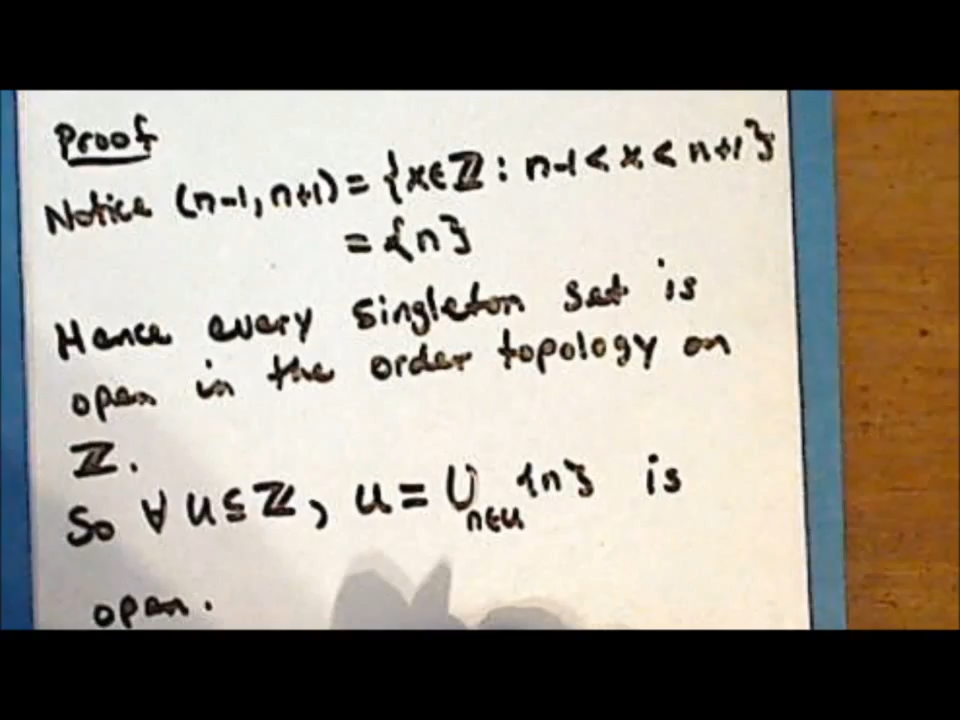 Proof
Notice (n-1, n+1) = {x∈ℤ : n-1 < x < n+1}
= {n}
Hence every singleton set is
open in the order topology on
ℤ.
So ∀ U ⊆ ℤ, U = ⋃_{n∈U} {n} is
open.